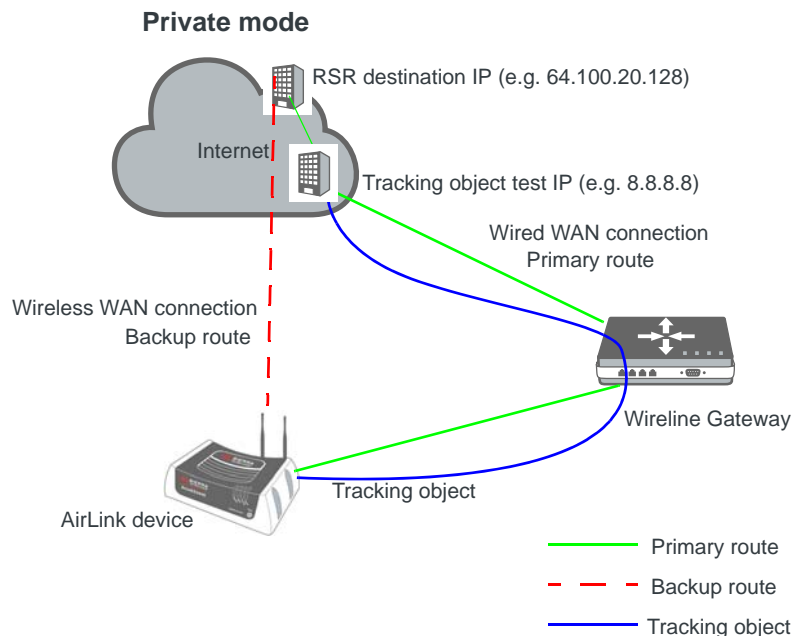 Private mode
RSR destination IP (e.g. 64.100.20.128)
Internet
Tracking object test IP (e.g. 8.8.8.8)
Wired WAN connection
Primary route
Wireless WAN connection
Backup route
Wireline Gateway
Tracking object
AirLink device
Primary route
Backup route
Tracking object